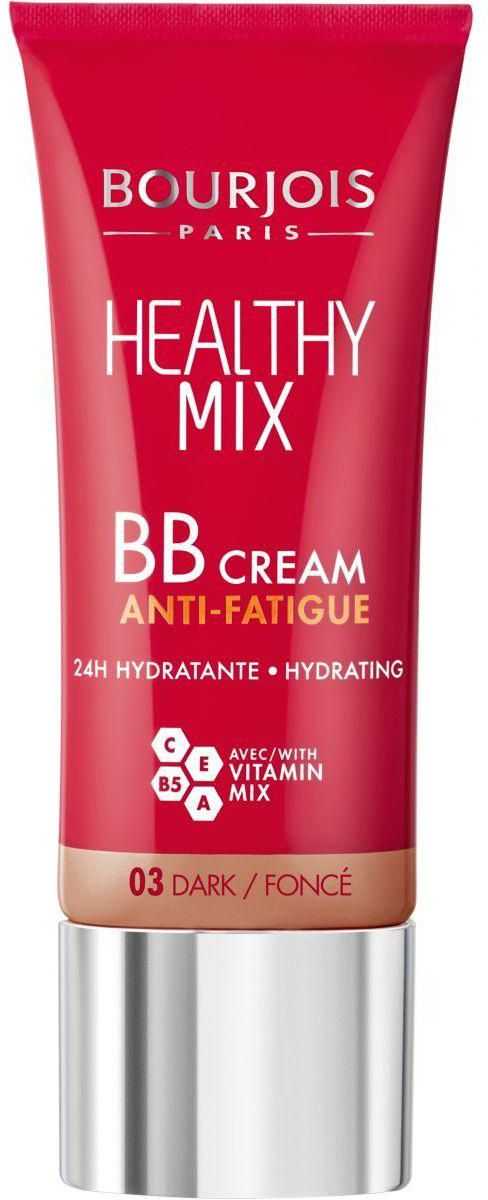 BOURJOIS
PARIS
HEALTHY
MIX
BB CREAM
ANTI-FATIGUE
24H HYDRATANTE • HYDRATING
C
E
B5
A
AVEC/WITH
VITAMIN
MIX
03 DARK / FONCÉ